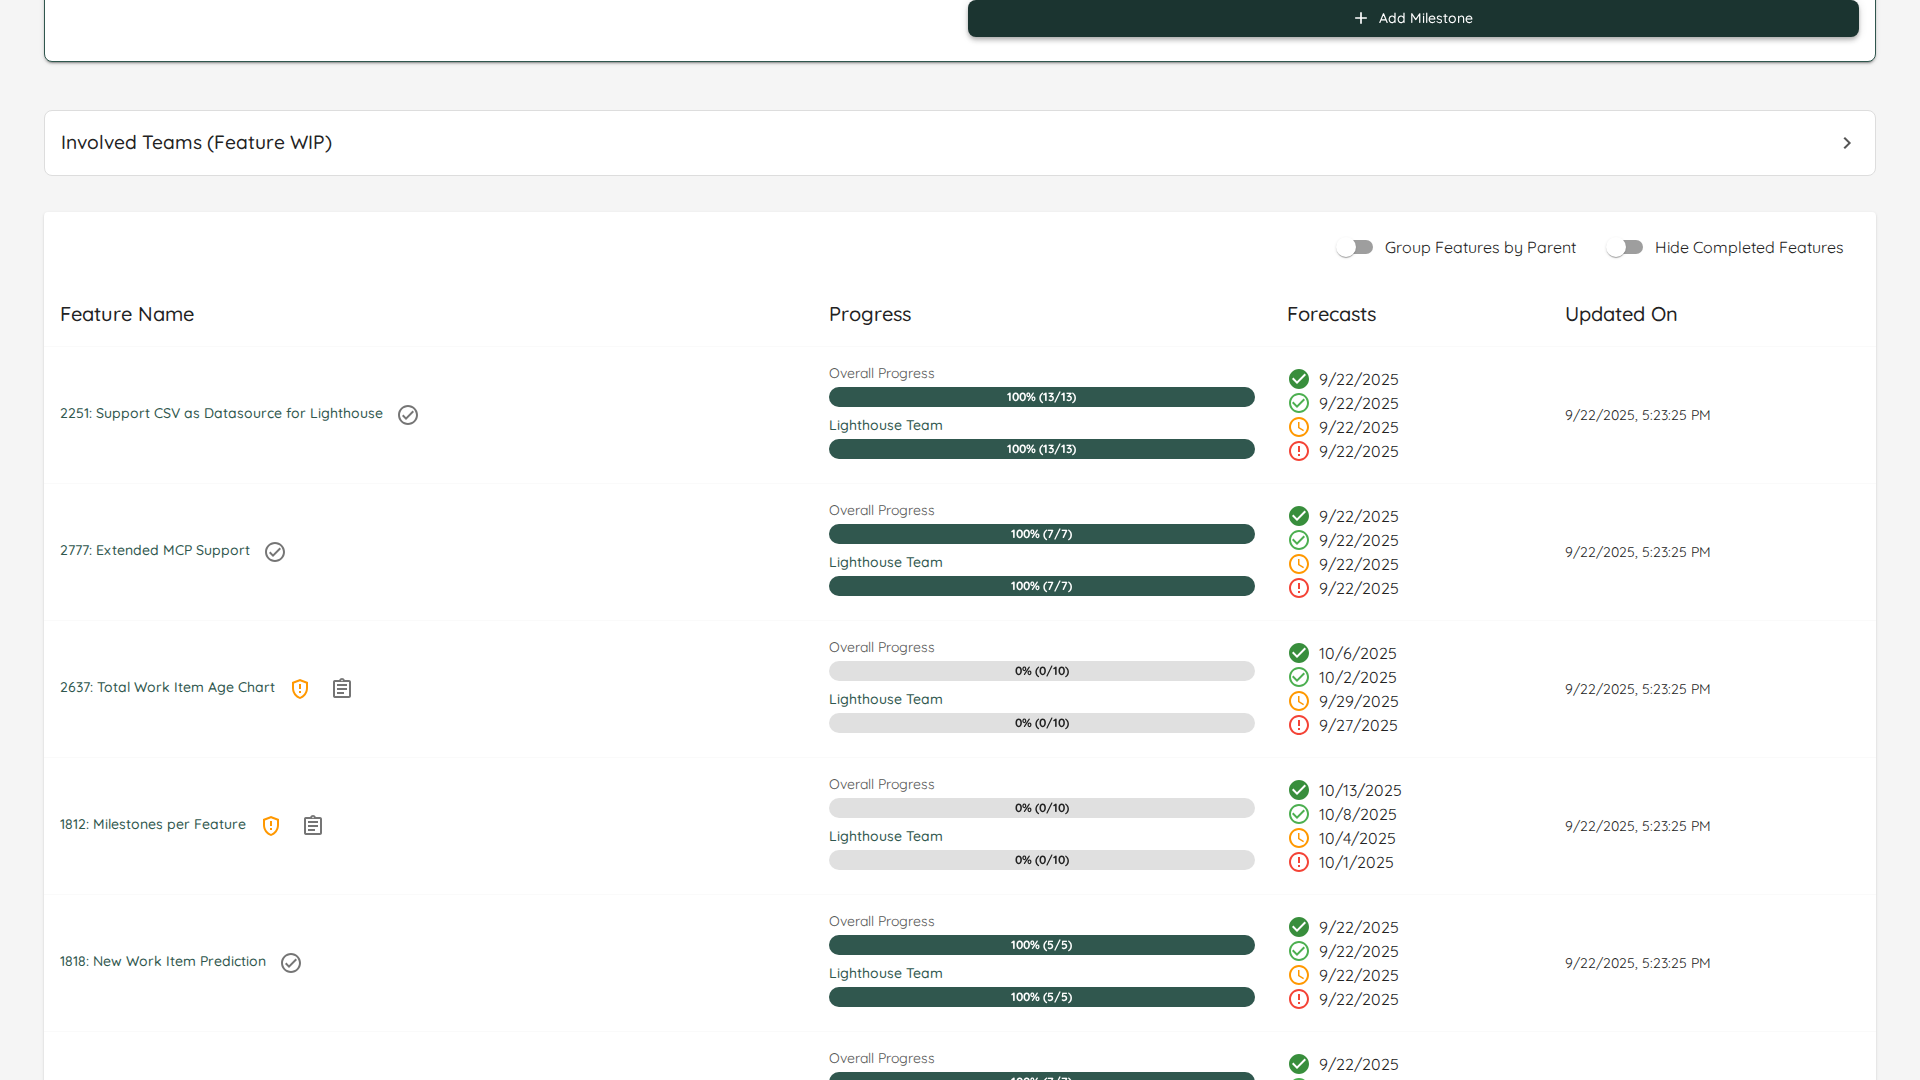 Add Milestone
Involved Teams (Feature WIP)
Group Features by Parent Hide Completed Features
Feature Name Progress Forecasts Updated On
Overall Progress
100% (13/13)
Lighthouse Team
100% (13/13)
2251: Support CSV as Datasource for Lighthouse
9/22/2025
9/22/2025
9/22/2025
9/22/2025
9/22/2025, 5:23:25 PM
Overall Progress
100% (7/7)
Lighthouse Team
100% (7/7)
2777: Extended MCP Support
9/22/2025
9/22/2025
9/22/2025
9/22/2025
9/22/2025, 5:23:25 PM
Overall Progress
0% (0/10)
Lighthouse Team
0% (0/10)
2637: Total Work Item Age Chart
10/6/2025
10/2/2025
9/29/2025
9/27/2025
9/22/2025, 5:23:25 PM
Overall Progress
0% (0/10)
Lighthouse Team
0% (0/10)
1812: Milestones per Feature
10/13/2025
10/8/2025
10/4/2025
10/1/2025
9/22/2025, 5:23:25 PM
Overall Progress
100% (5/5)
Lighthouse Team
100% (5/5)
1818: New Work Item Prediction
9/22/2025
9/22/2025
9/22/2025
9/22/2025
9/22/2025, 5:23:25 PM
Overall Progress
9/22/2025